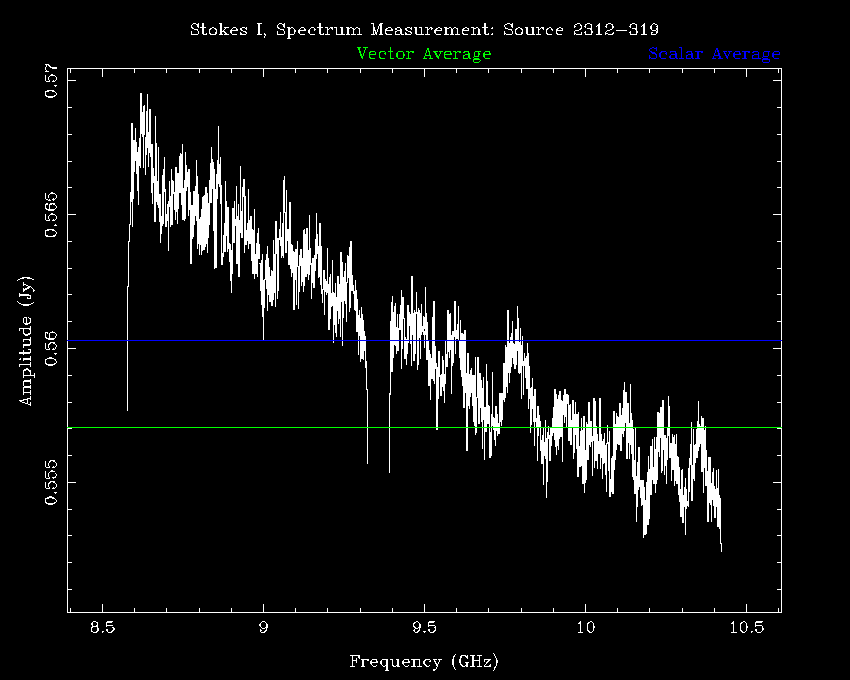 Stokes I, Spectrum Measurement: Source 2312−319
Vector Average Scalar Average
0.57
0.565
0.56
0.555
Amplitude (Jy)
8.5 9 9.5 10 10.5
Frequency (GHz)